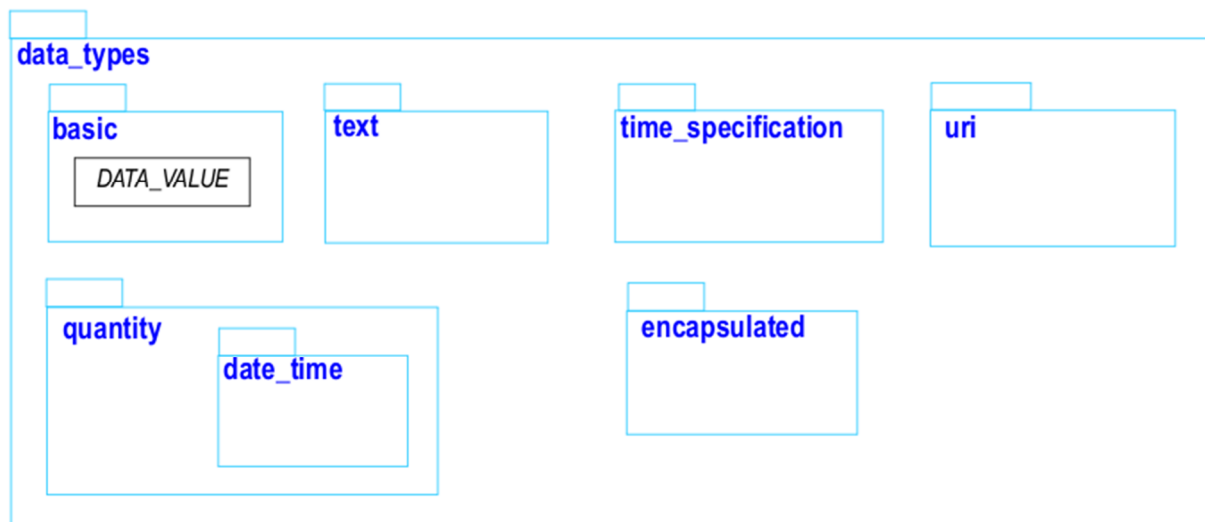 data_types
basic
text
time_specification
uri
DATA_VALUE
quantity
encapsulated
date_time